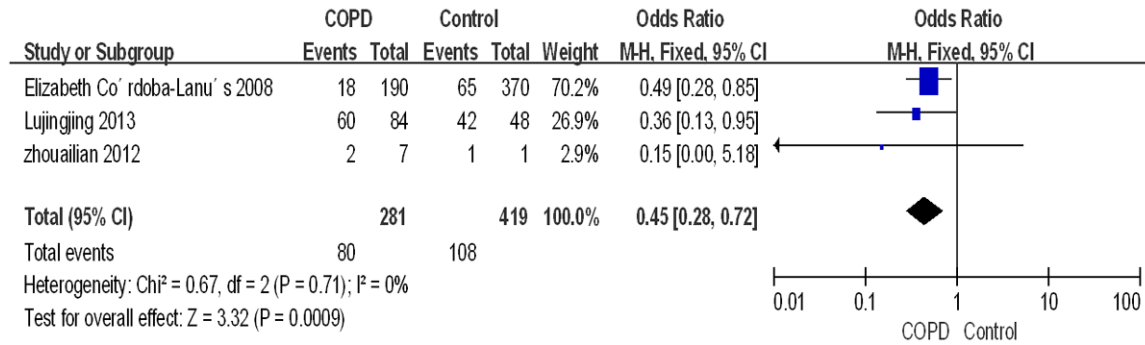 COPD Control Odds Ratio Odds Ratio
Study or Subgroup Events Total Events Total Weight M-H, Fixed, 95% CI M-H, Fixed, 95% CI
Elizabeth Co´ rdoba-Lanu´ s 2008 18 190 65 370 70.2% 0.49 [0.28, 0.85]
Lujingjing 2013 60 84 42 48 26.9% 0.36 [0.13, 0.95]
zhouailian 2012 2 7 1 1 2.9% 0.15 [0.00, 5.18]
Total (95% CI) 281 419 100.0% 0.45 [0.28, 0.72]
Total events 80 108
Heterogeneity: Chi² = 0.67, df = 2 (P = 0.71); I² = 0%
Test for overall effect: Z = 3.32 (P = 0.0009)
0.01 0.1 1 10 100
COPD Control